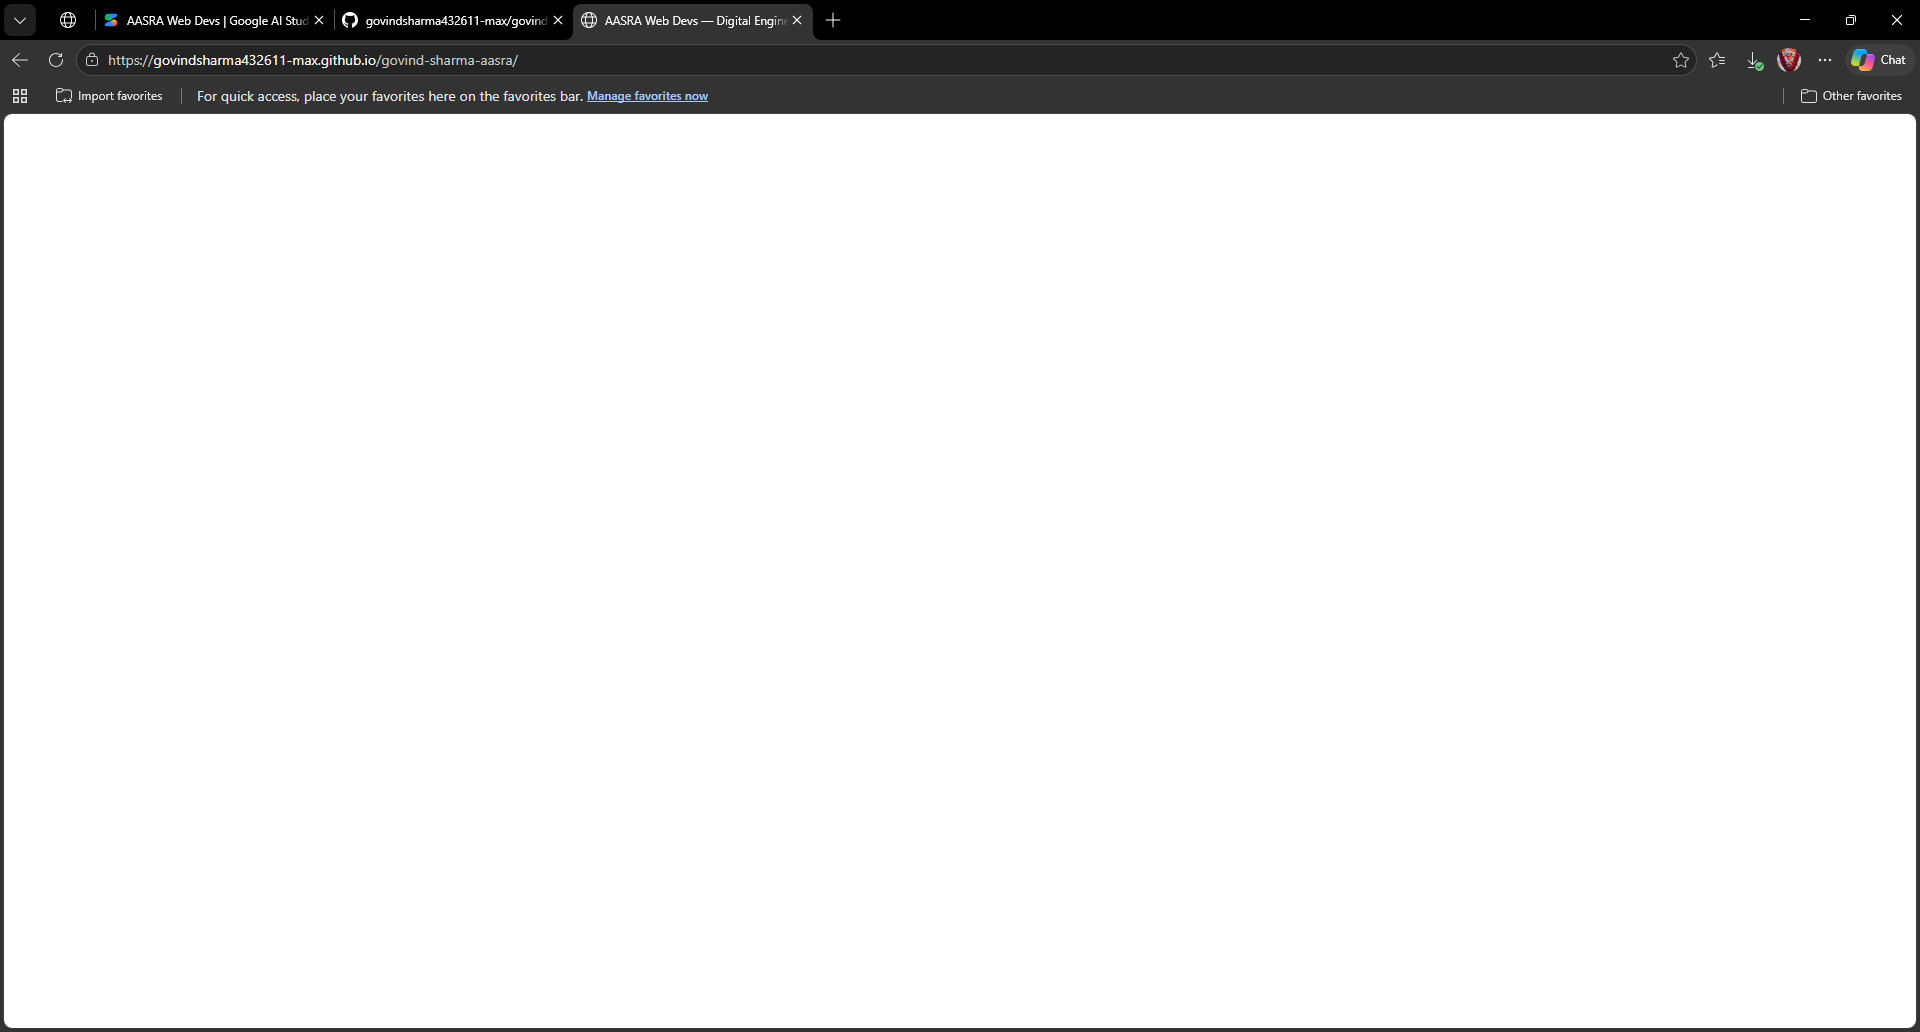 AASRA Web Devs | Google AI Stud
govindsharma432611-max/govind
AASRA Web Devs — Digital Engine
https://govindsharma432611-max.github.io/govind-sharma-aasra/
Chat
Import favorites
For quick access, place your favorites here on the favorites bar. Manage favorites now
Other favorites